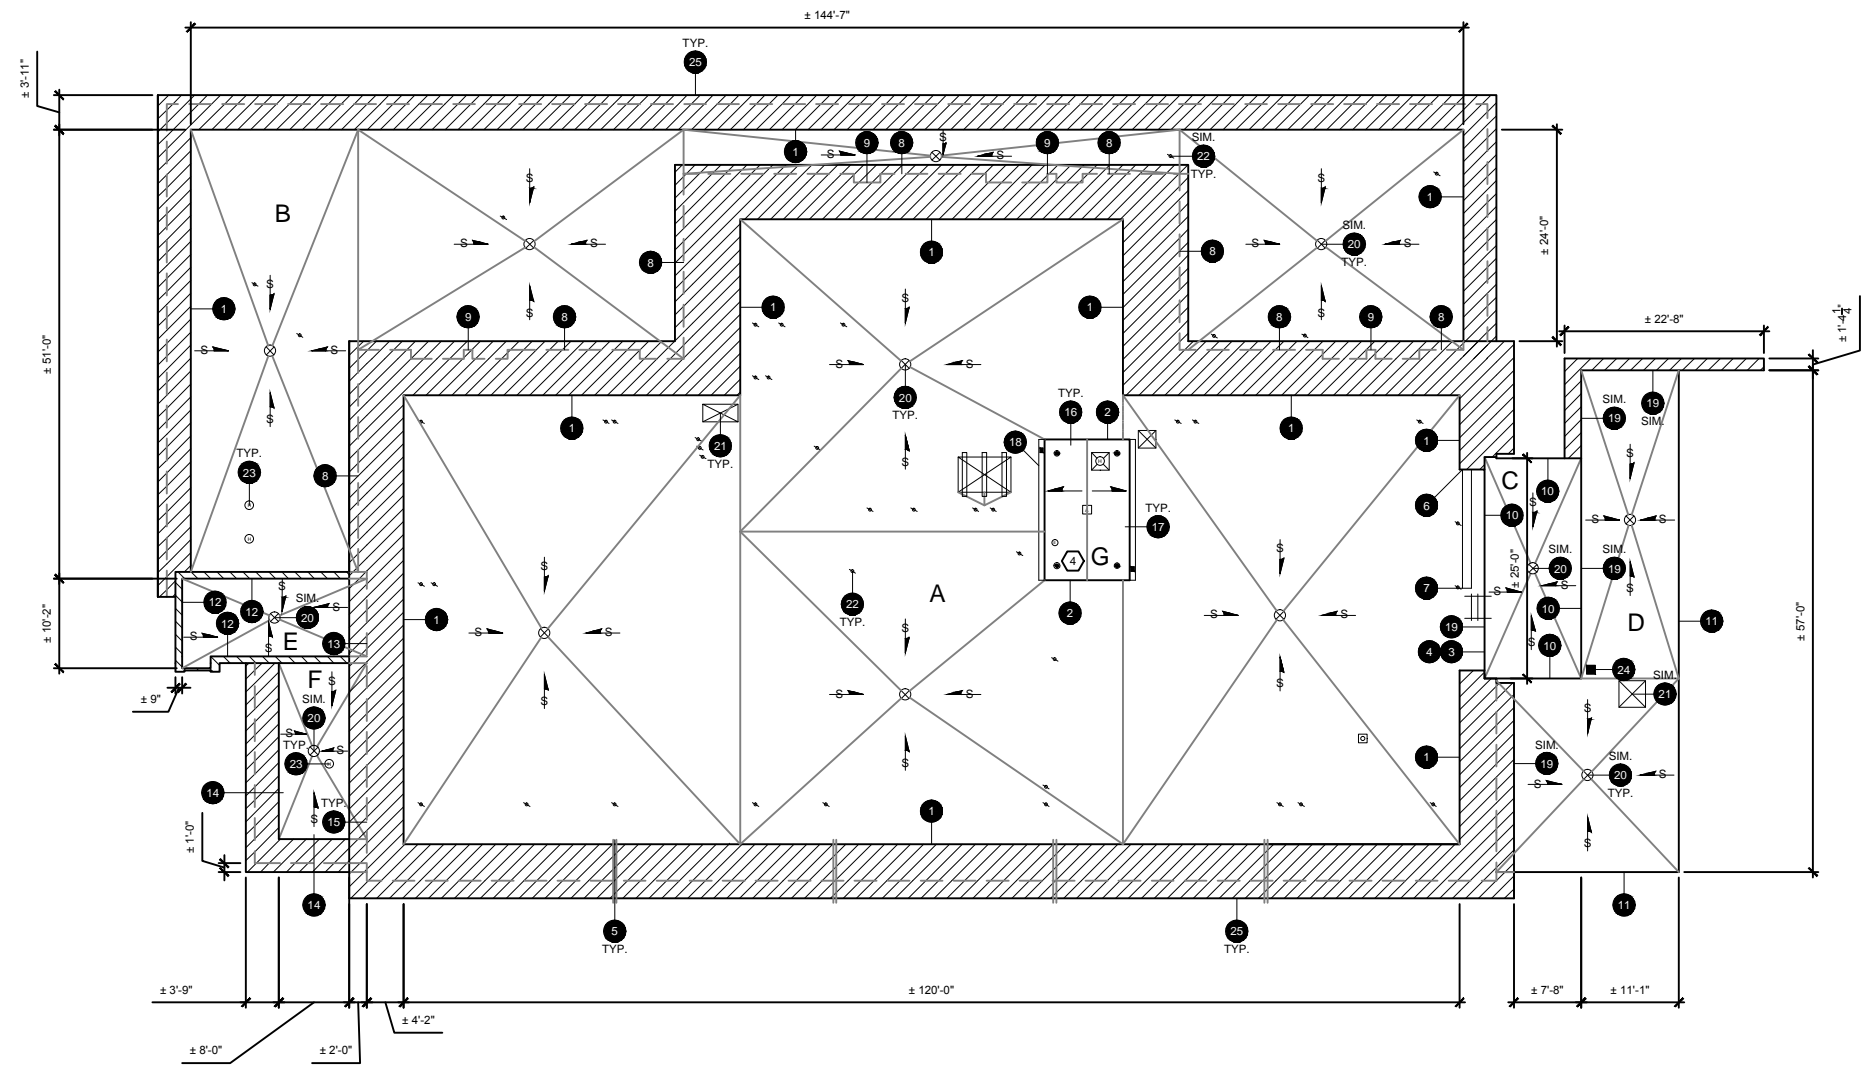 ± 144'-7"
TYP.
25
± 3'-11"
1
9
8
S
S
S
9
8
SIM.
22
TYP.
S
S
1
B
S
S
S
SIM.
20
TYP.
S
8
1
8
± 24'-0"
S
1
S
1
1
S
9
8
S
8
9
8
± 22'-8"
± 1'-4 1/4"
S
S
S
S
20
TYP.
19
SIM.
SIM.
19
± 51'-0"
S
TYP.
16
2
21
TYP.
1
18
1
1
S
S
TYP.
23
8
C
10
10
6
TYP.
17
S
S
S
± 25'-0"
4
G
S
S
SIM.
20
SIM.
19
7
S
S
S
A
22
TYP.
2
12
12
12
SIM.
20
S
S
S
S
E
13
± 10'-2"
1
S
S
S
S
19
4
3
10
10
D
11
± 57'-0"
S
F
SIM.
20
S
S
S
TYP.
23
± 9"
24
SIM.
21
S
S
S
S
S
S
1
SIM.
19
SIM.
20
TYP.
S
S
14
TYP.
15
S
± 1'-0"
1
S
S
14
5
TYP.
25
TYP.
11
± 3'-9"
± 120'-0"
± 7'-8"
± 11'-1"
± 4'-2"
± 8'-0"
± 2'-0"